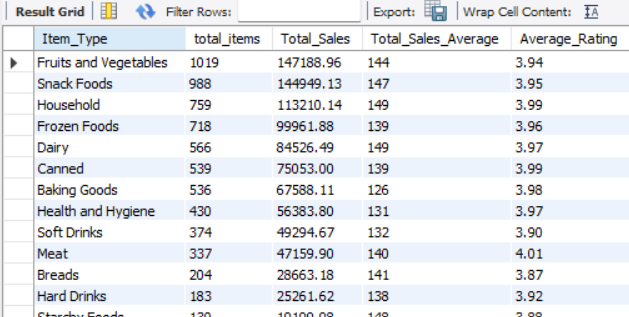 Result Grid Filter Rows: Export: Wrap Cell Content:
Item_Type total_items Total_Sales Total_Sales_Average Average_Rating
Fruits and Vegetables 1019 147188.96 144 3.94
Snack Foods 988 144949.13 147 3.95
Household 759 113210.14 149 3.99
Frozen Foods 718 99961.88 139 3.96
Dairy 566 84526.49 149 3.97
Canned 539 75053.00 139 3.99
Baking Goods 536 67588.11 126 3.98
Health and Hygiene 430 56383.80 131 3.97
Soft Drinks 374 49294.67 132 3.90
Meat 337 47159.90 140 4.01
Breads 204 28663.18 141 3.87
Hard Drinks 183 25261.62 138 3.92
Starchy Foods 148 3.88